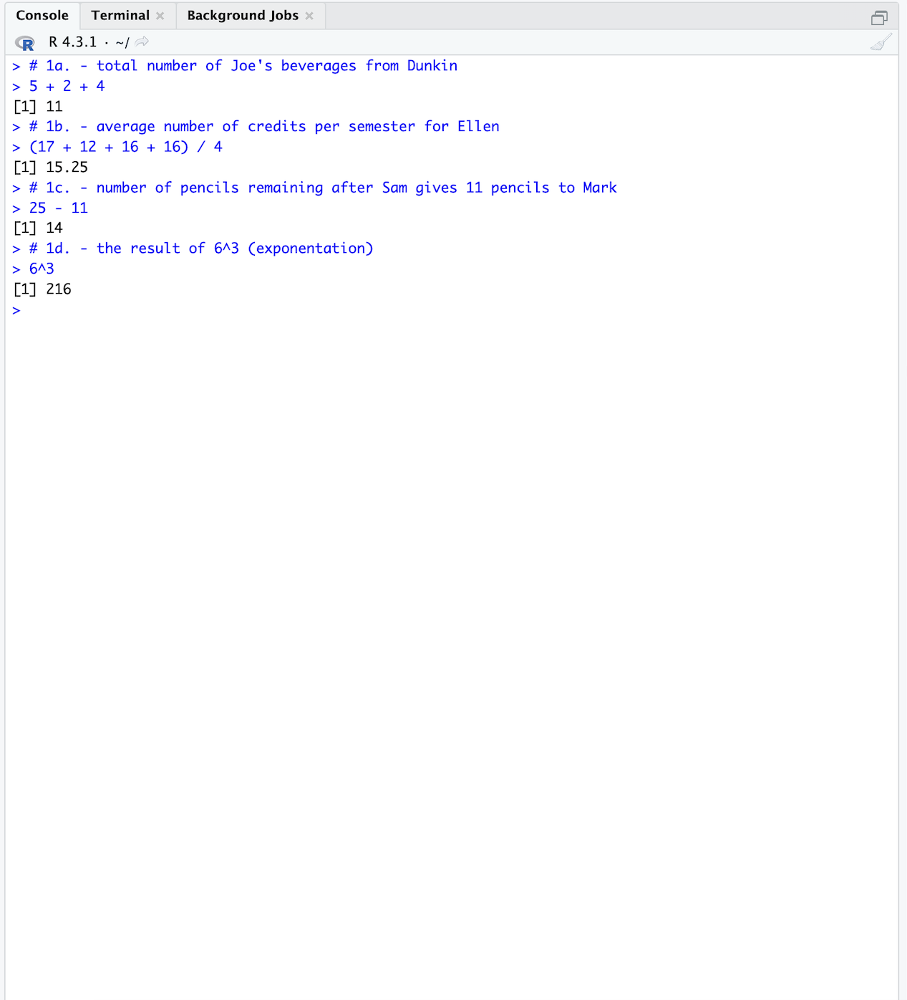 Console Terminal Background Jobs
R R 4.3.1 · ~/
> # 1a. - total number of Joe's beverages from Dunkin
> 5 + 2 + 4
[1] 11
> # 1b. - average number of credits per semester for Ellen
> (17 + 12 + 16 + 16) / 4
[1] 15.25
> # 1c. - number of pencils remaining after Sam gives 11 pencils to Mark
> 25 - 11
[1] 14
> # 1d. - the result of 6^3 (exponentation)
> 6^3
[1] 216
>